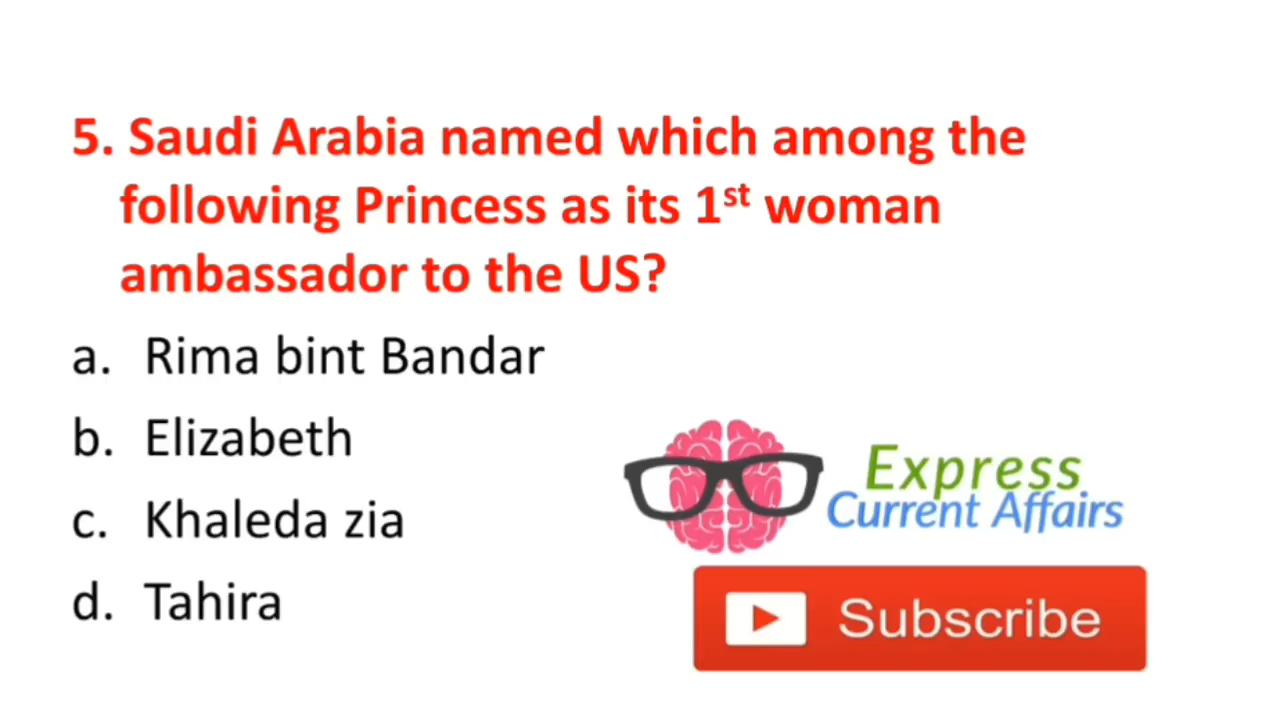 5. Saudi Arabia named which among the
following Princess as its 1st woman
ambassador to the US?
a. Rima bint Bandar
b. Elizabeth
c. Khaleda zia
d. Tahira
Express
Current Affairs
Subscribe